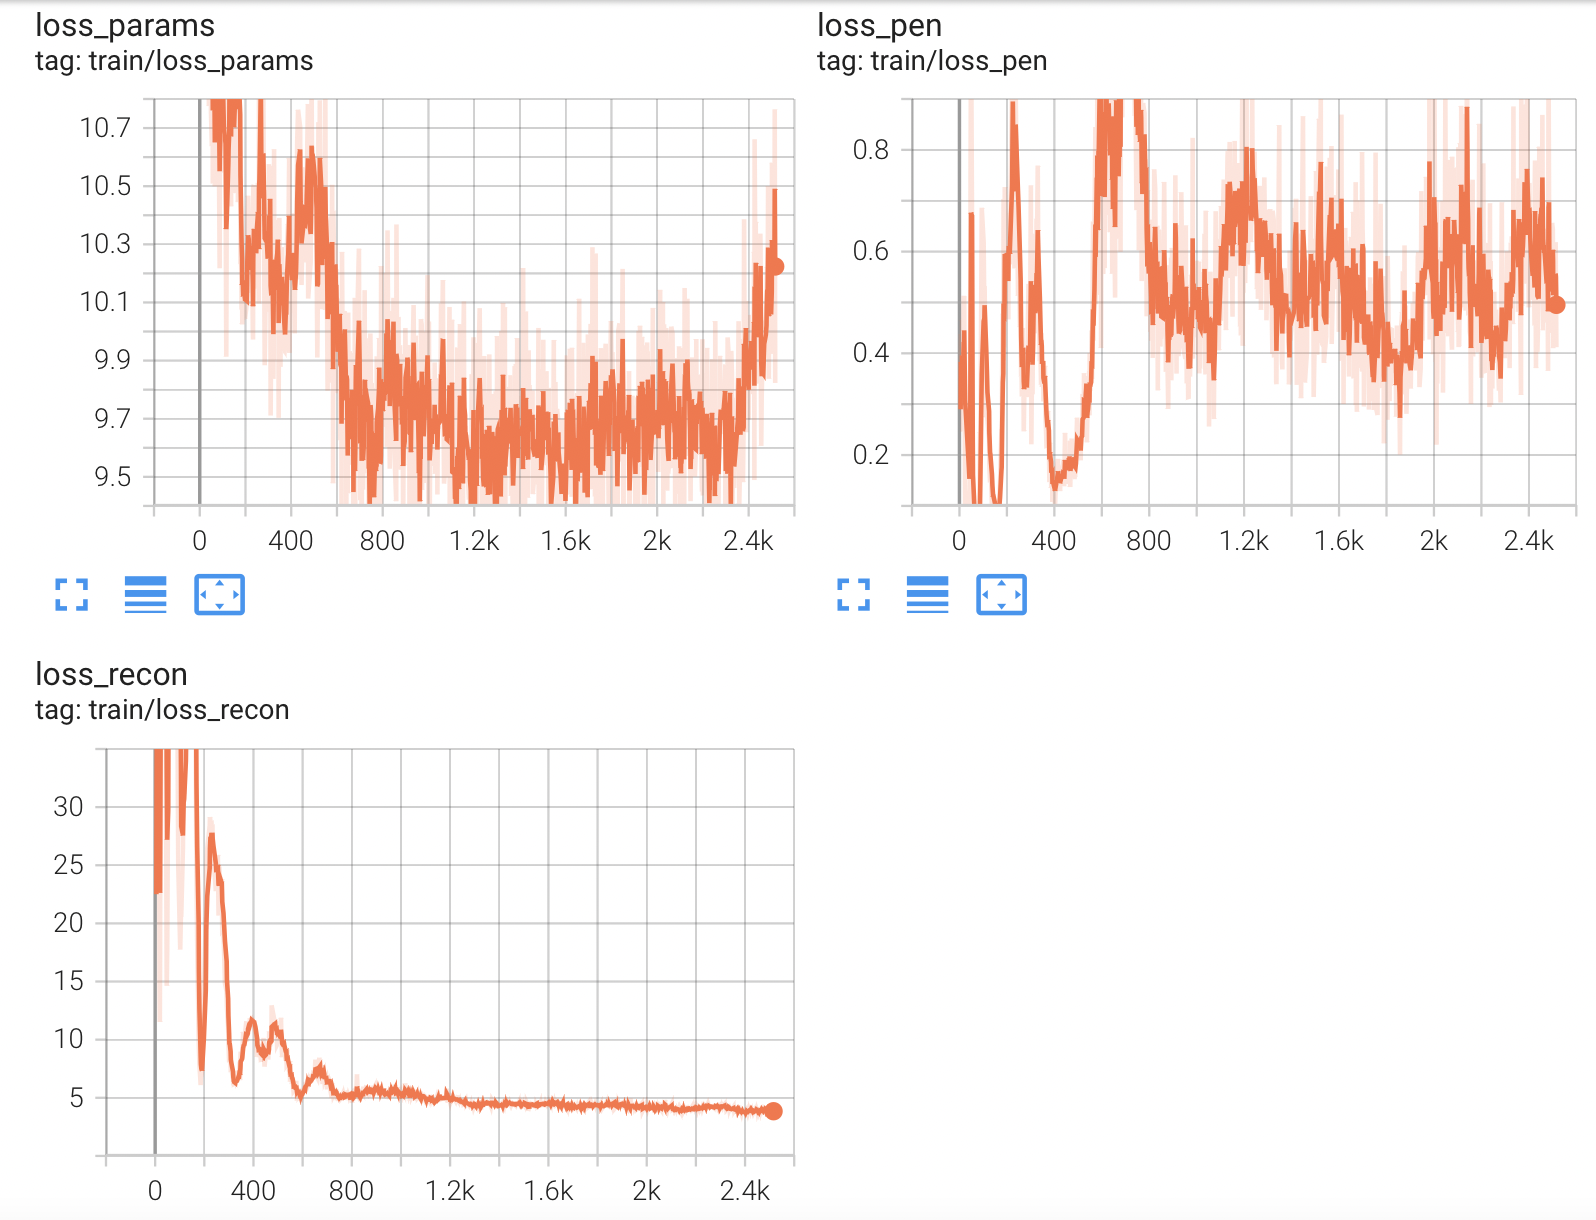 loss_params
tag: train/loss_params
10.7
10.5
10.3
10.1
9.9
9.7
9.5
0 400 800 1.2k 1.6k 2k 2.4k
loss_pen
tag: train/loss_pen
0.8
0.6
0.4
0.2
0 400 800 1.2k 1.6k 2k 2.4k
loss_recon
tag: train/loss_recon
30
25
20
15
10
5
0 400 800 1.2k 1.6k 2k 2.4k